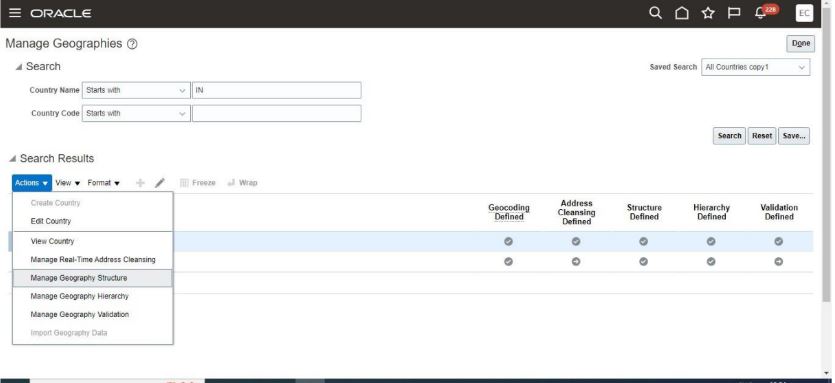 ORACLE
228
EC
Manage Geographies
Done
Search
Saved Search All Countries copy1
Country Name Starts with IN
Country Code Starts with
Search Reset Save...
Search Results
Actions View Format Freeze Wrap
Create Country
Edit Country
View Country
Manage Real-Time Address Cleansing
Manage Geography Structure
Manage Geography Hierarchy
Manage Geography Validation
Import Geography Data
Geocoding Defined
Address Cleansing Defined
Structure Defined
Hierarchy Defined
Validation Defined